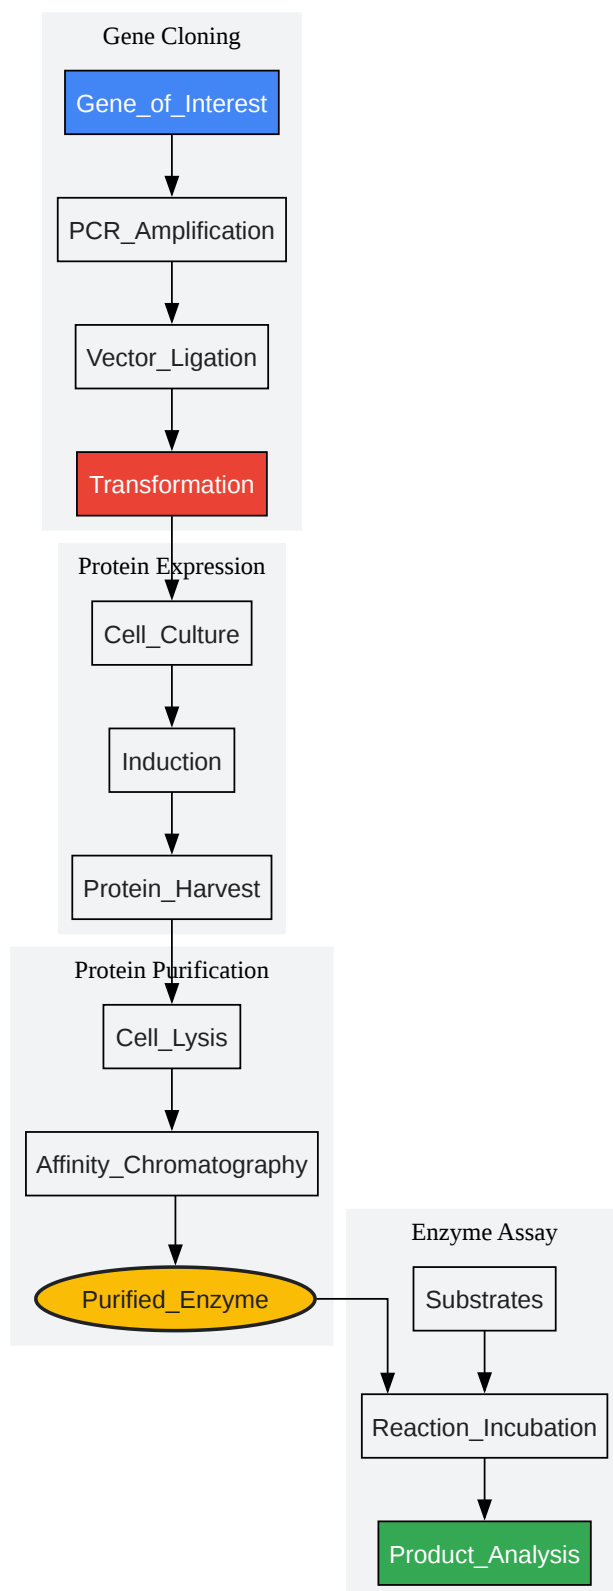 Gene Cloning
Gene_of_Interest
PCR_Amplification
Vector_Ligation
Transformation
Protein Expression
Cell_Culture
Induction
Protein_Harvest
Protein Purification
Cell_Lysis
Affinity_Chromatography
Purified_Enzyme
Enzyme Assay
Substrates
Reaction_Incubation
Product_Analysis